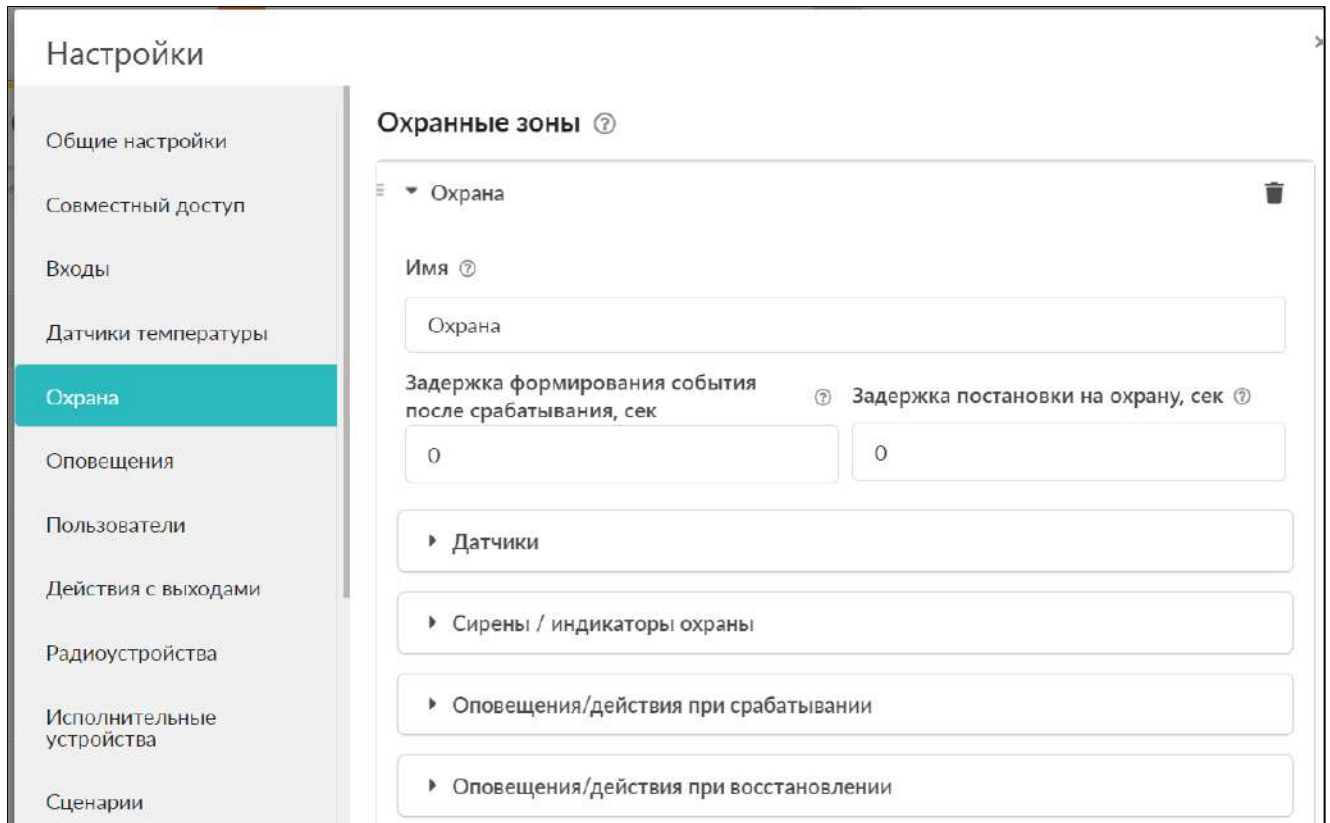 Настройки
Общие настройки
Совместный доступ
Входы
Датчики температуры
Охрана
Оповещения
Пользователи
Действия с выходами
Радиоустройства
Исполнительные
устройства
Сценарии
Охранные зоны
Охрана
Имя
Охрана
Задержка формирования события
после срабатывания, сек
0
Задержка постановки на охрану, сек
0
Датчики
Сирены / индикаторы охраны
Оповещения/действия при срабатывании
Оповещения/действия при восстановлении